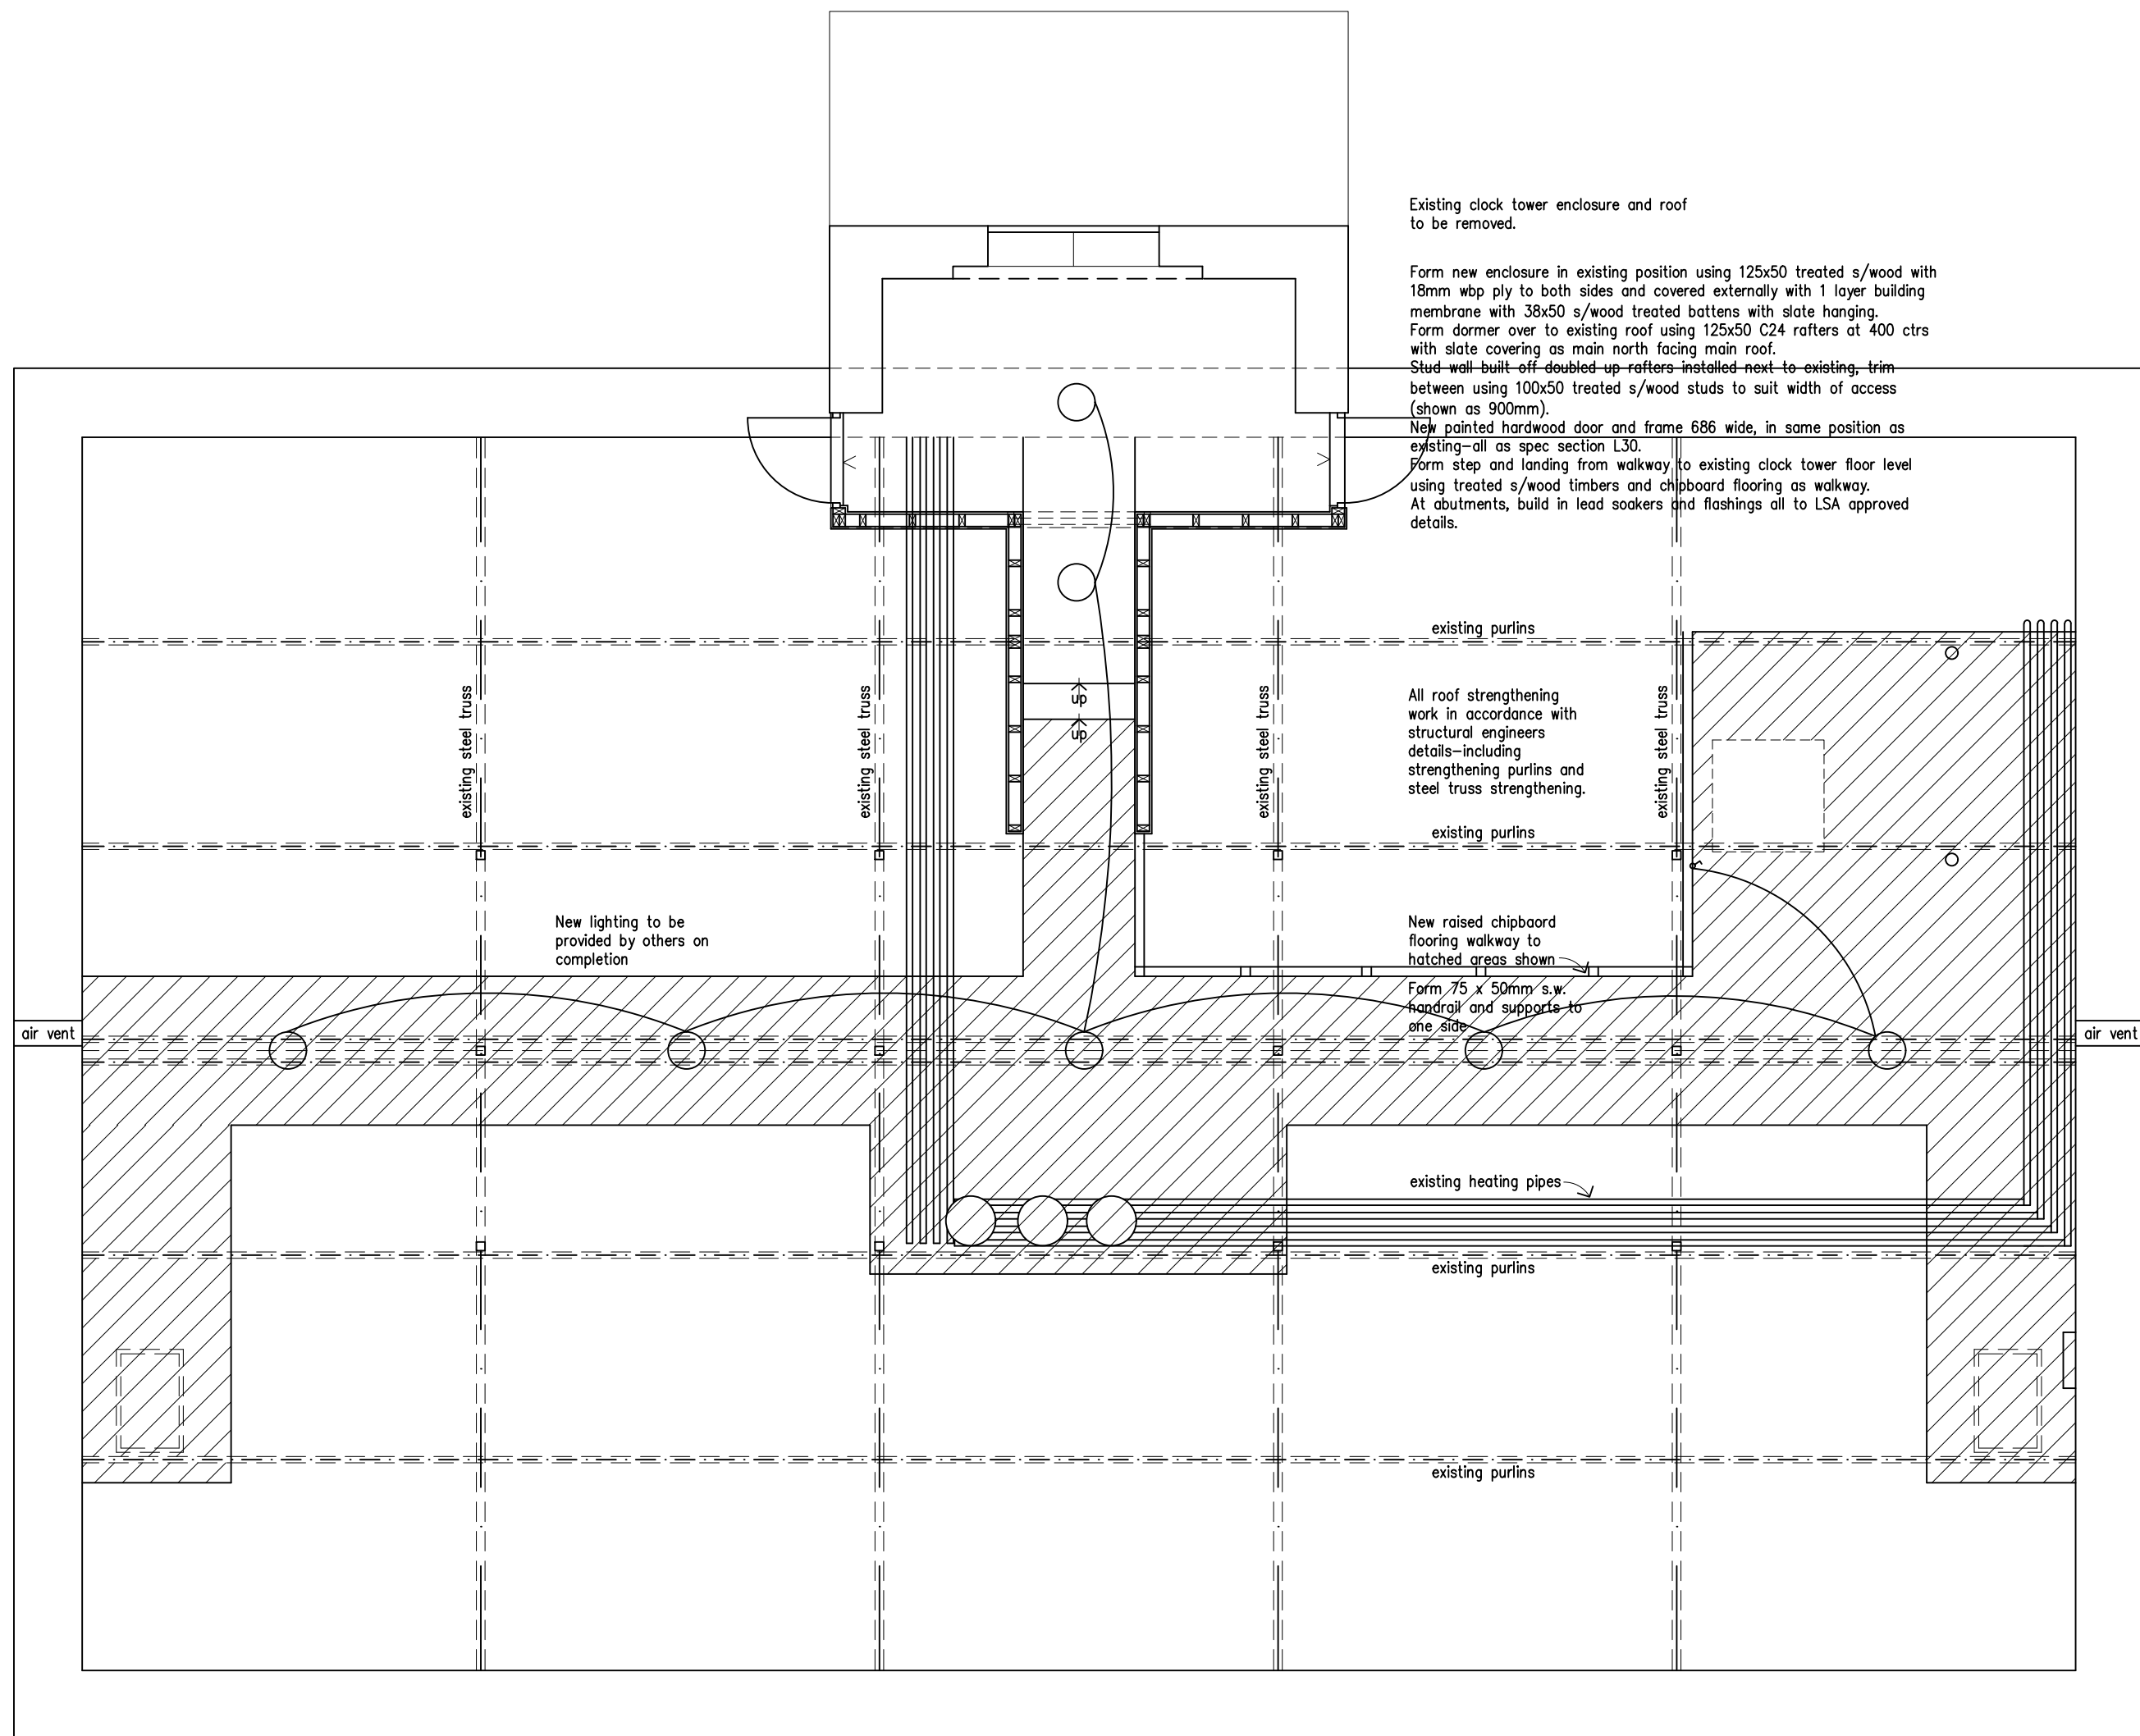 Existing clock tower enclosure and roof
to be removed.
Form new enclosure in existing position using 125x50 treated s/wood with
18mm wbp ply to both sides and covered externally with 1 layer building
membrane with 38x50 s/wood treated battens with slate hanging.
Form dormer over to existing roof using 125x50 C24 rafters at 400 ctrs
with slate covering as main north facing main roof.
Stud wall built off doubled up rafters installed next to existing, trim
between using 100x50 treated s/wood studs to suit width of access
(shown as 900mm).
New painted hardwood door and frame 686 wide, in same position as
existing-all as spec section L30.
Form step and landing from walkway to existing clock tower floor level
using treated s/wood timbers and chipboard flooring as walkway.
At abutments, build in lead soakers and flashings all to LSA approved
details.
existing purlins
existing steel truss
existing steel truss
existing steel truss
existing steel truss
up
up
All roof strengthening
work in accordance with
structural engineers
details-including
strengthening purlins and
steel truss strengthening.
existing purlins
New lighting to be
provided by others on
completion
New raised chipbaord
flooring walkway to
hatched areas shown
Form 75 x 50mm s.w.
handrail and supports to
one side
air vent
air vent
existing heating pipes
existing purlins
existing purlins